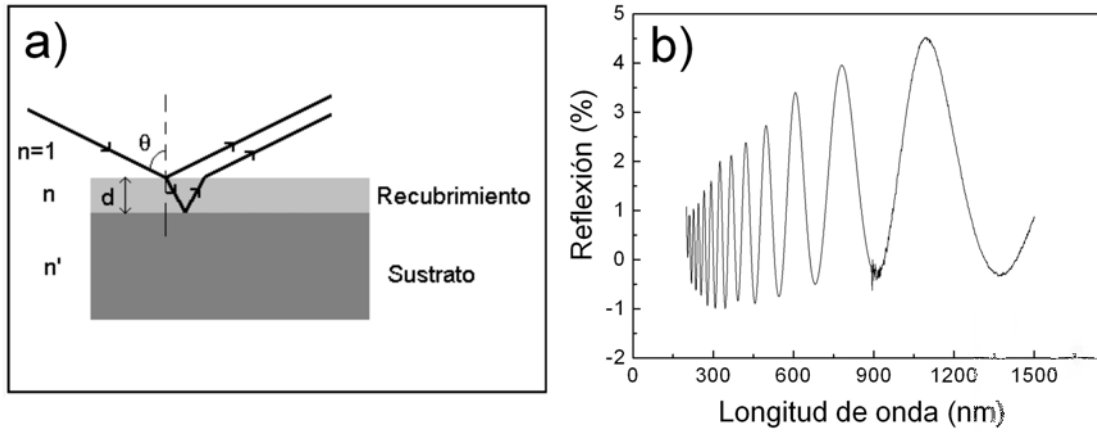 a)
θ
n=1
n
d
Recubrimiento
n'
Sustrato
b)
Reflexión (%)
5
4
3
2
1
0
-1
-2
0
300
600
900
1200
1500
Longitud de onda (nm)